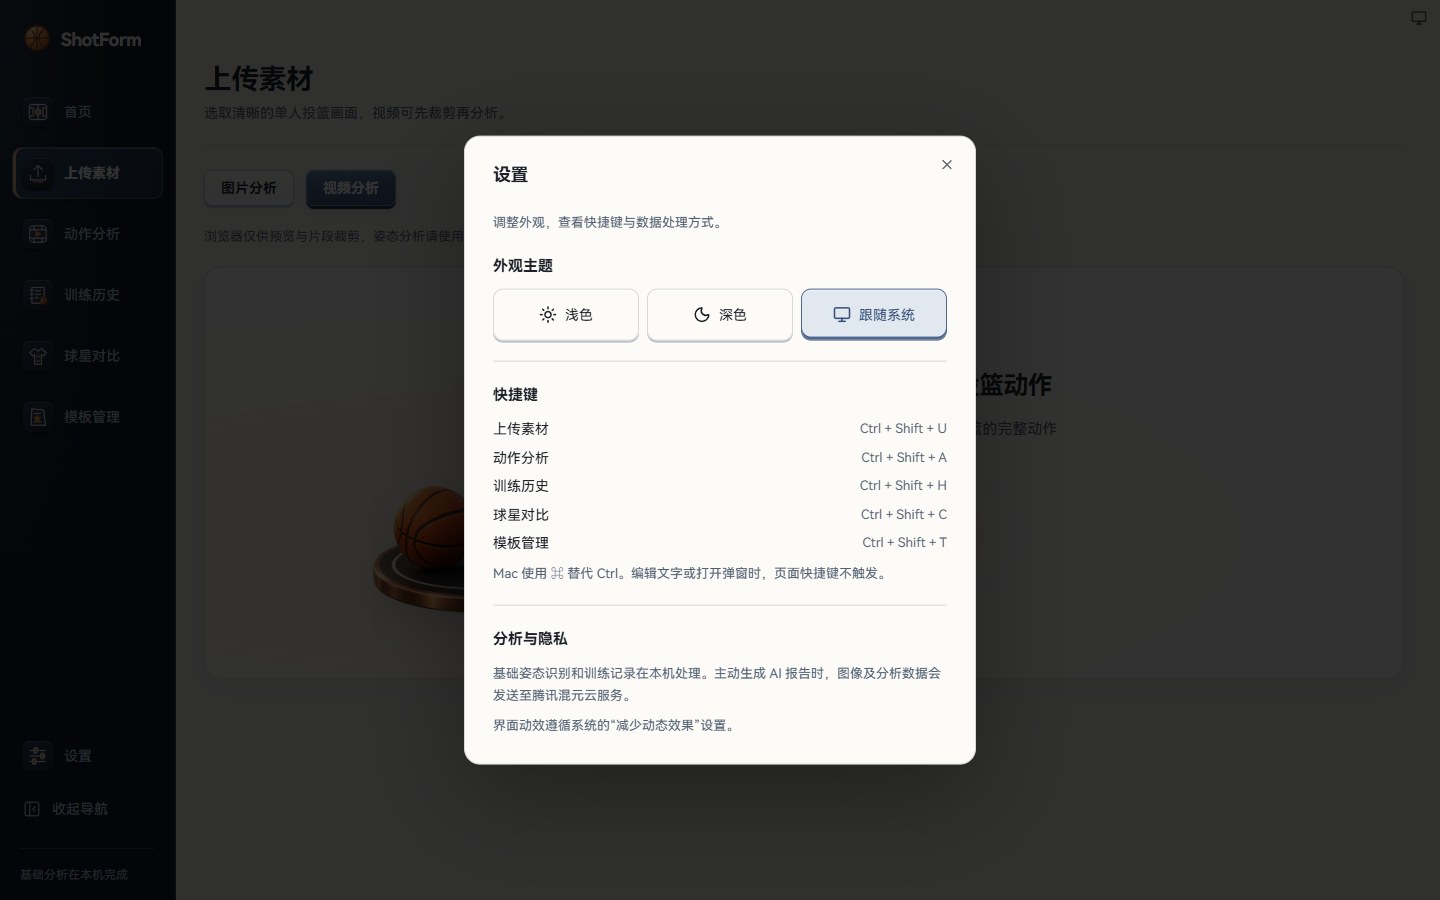 ShotForm
首页
上传素材
动作分析
训练历史
球星对比
模板管理
设置
收起导航
基础分析在本机完成
上传素材
选取清晰的单人投篮画面，视频可先裁剪再分析。
图片分析
视频分析
浏览器仅供预览与片段裁剪，姿态分析请使用
篮动作
的完整动作
设置
调整外观，查看快捷键与数据处理方式。
外观主题
浅色
深色
跟随系统
快捷键
上传素材 Ctrl + Shift + U
动作分析 Ctrl + Shift + A
训练历史 Ctrl + Shift + H
球星对比 Ctrl + Shift + C
模板管理 Ctrl + Shift + T
Mac 使用 ⌘ 替代 Ctrl。编辑文字或打开弹窗时，页面快捷键不触发。
分析与隐私
基础姿态识别和训练记录在本机处理。主动生成 AI 报告时，图像及分析数据会
发送至腾讯混元云服务。
界面动效遵循系统的“减少动态效果”设置。